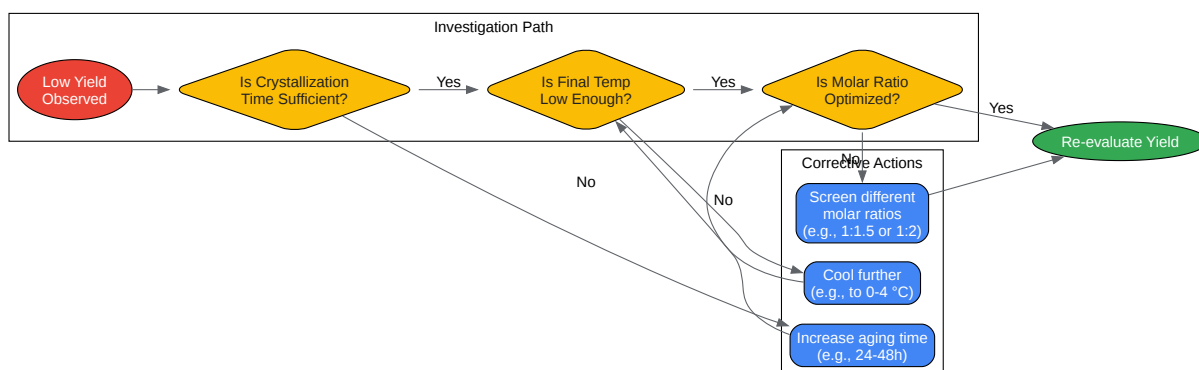 Investigation Path
Low Yield
Observed
Is Crystallization
Time Sufficient?
Yes
Is Final Temp
Low Enough?
Yes
Is Molar Ratio
Optimized?
Yes
Re-evaluate Yield
No
Corrective Actions
No
No
Screen different
molar ratios
(e.g., 1:1.5 or 1:2)
Cool further
(e.g., to 0-4 °C)
Increase aging time
(e.g., 24-48h)